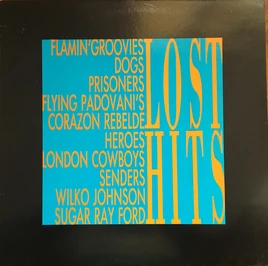 FLAMIN'GROOVIES
DOGS
PRISONERS
FLYING PADOVANI'S
CORAZON REBELDE
HEROES
LONDON COWBOYS
SENDERS
WILKO JOHNSON
SUGAR RAY FORD
LOST
HITS